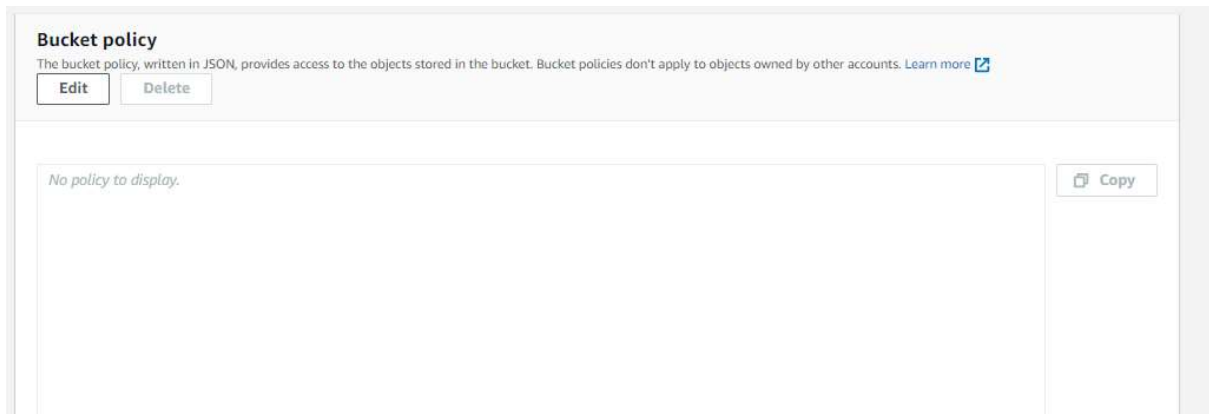 Bucket policy
The bucket policy, written in JSON, provides access to the objects stored in the bucket. Bucket policies don't apply to objects owned by other accounts. Learn more
Edit Delete
No policy to display. Copy